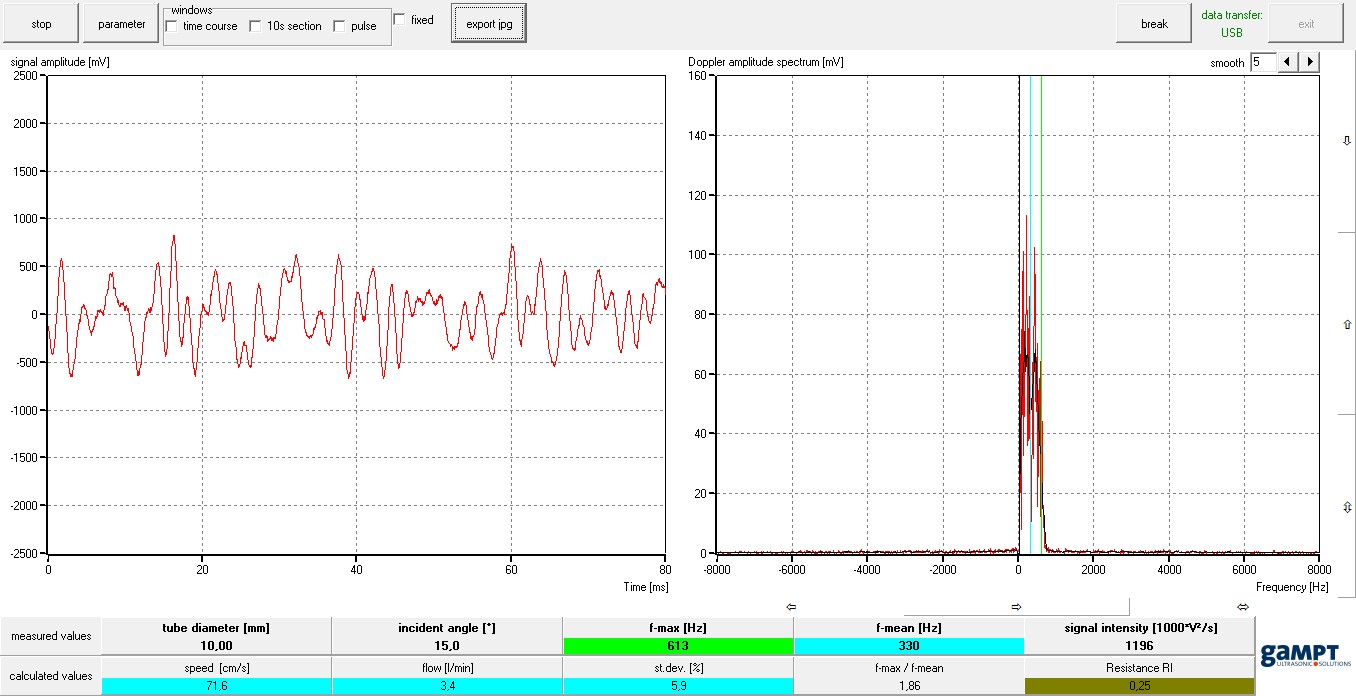 stop
parameter
windows
time course
10s section
pulse
fixed
export jpg
break
data transfer:
USB
exit
signal amplitude [mV]
2500
2000
1500
1000
500
0
-500
-1000
-1500
-2000
-2500
0 20 40 60 80
Time [ms]
Doppler amplitude spectrum [mV]
smooth 5
160
140
120
100
80
60
40
20
0
-8000 -6000 -4000 -2000 0 2000 4000 6000 8000
Frequency [Hz]
measured values
tube diameter [mm] incident angle [°] f-max [Hz] f-mean [Hz] signal intensity [1000*V²/s]
10,00 15,0 613 330 1196
calculated values
speed [cm/s] flow [l/min] st.dev. [%] f-max / f-mean Resistance RI
71,6 3,4 5,9 1,86 0,25
GAMPT
ULTRASONIC SOLUTIONS